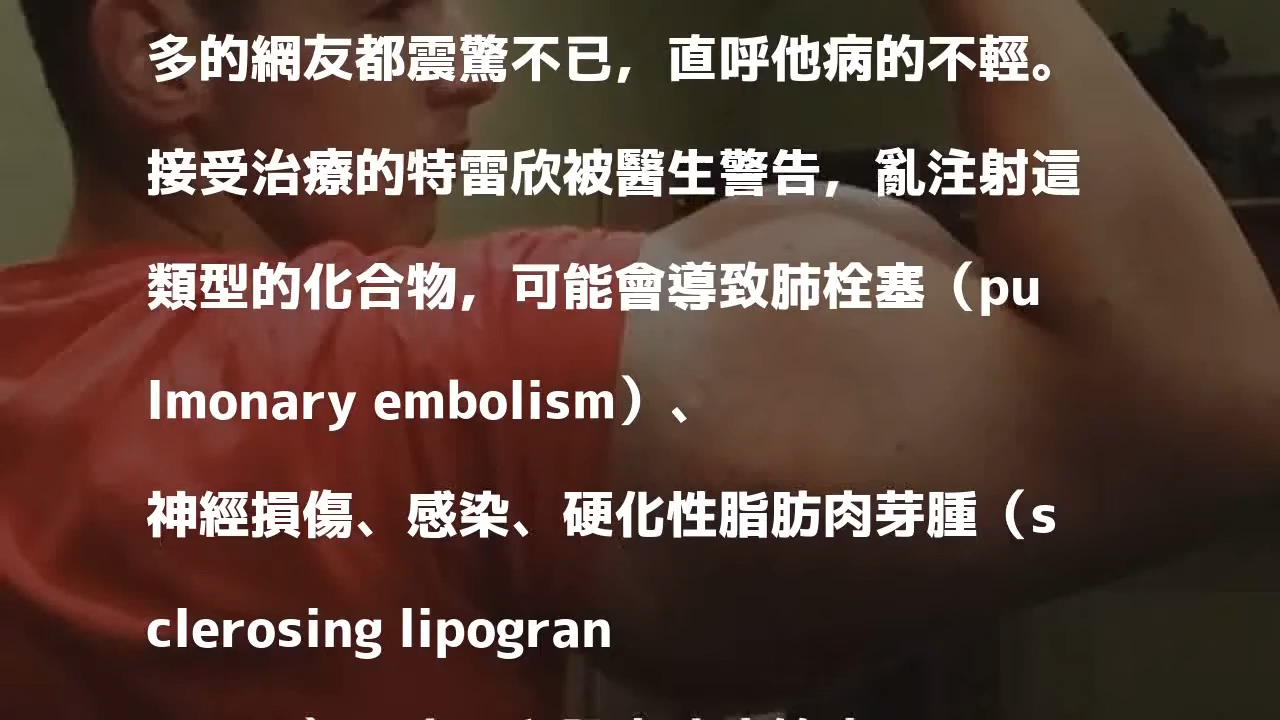 多的網友都震驚不已，直呼他病的不輕。
接受治療的特雷欣被醫生警告，亂注射這
類型的化合物，可能會導致肺栓塞（pu
lmonary embolism）、
神經損傷、感染、硬化性脂肪肉芽腫（s
clerosing lipogran